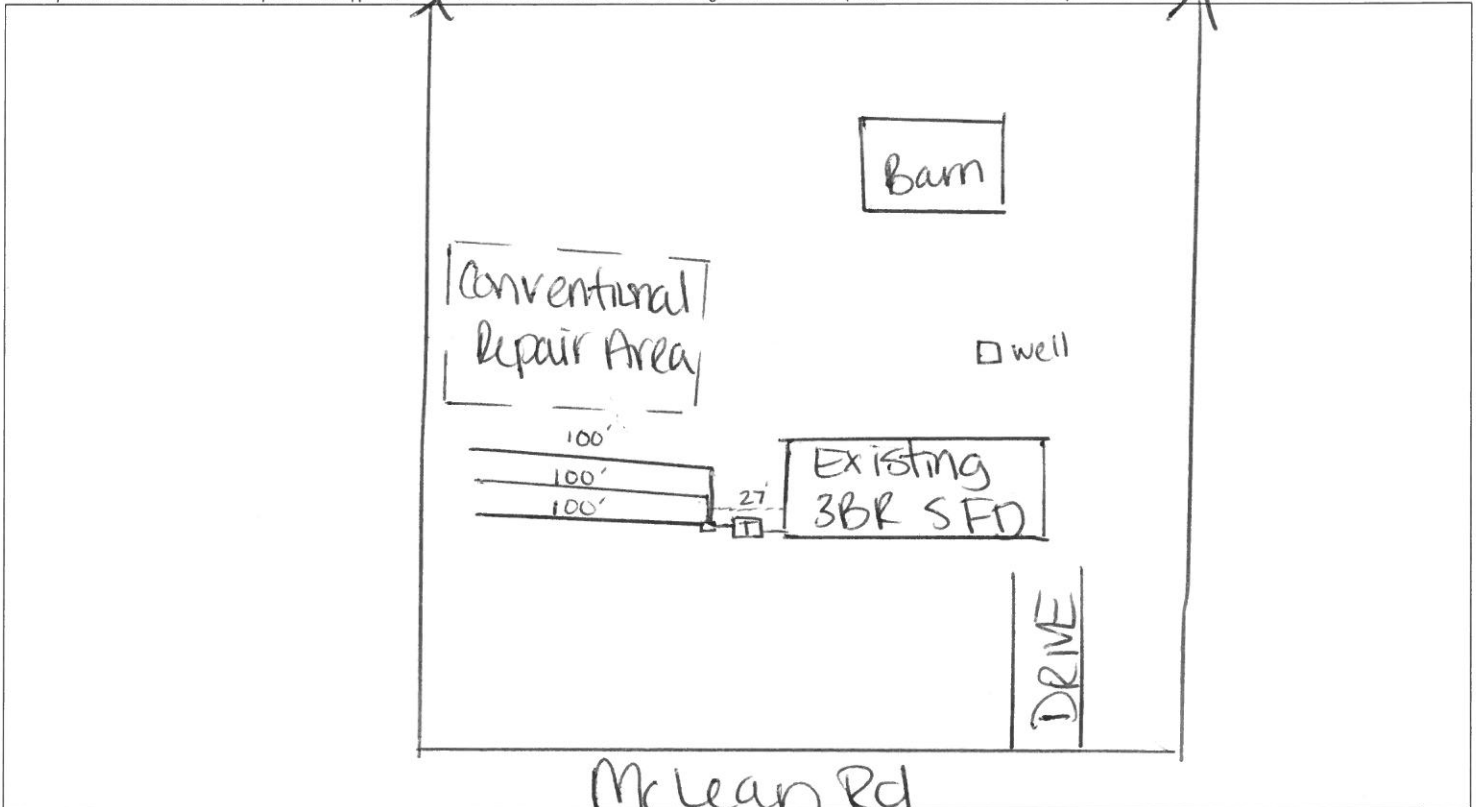 Barn
Conventional
Repair Area
well
100'
100'
100'
27'
T
Existing
3BR SFD
DRIVE
McLean Rd